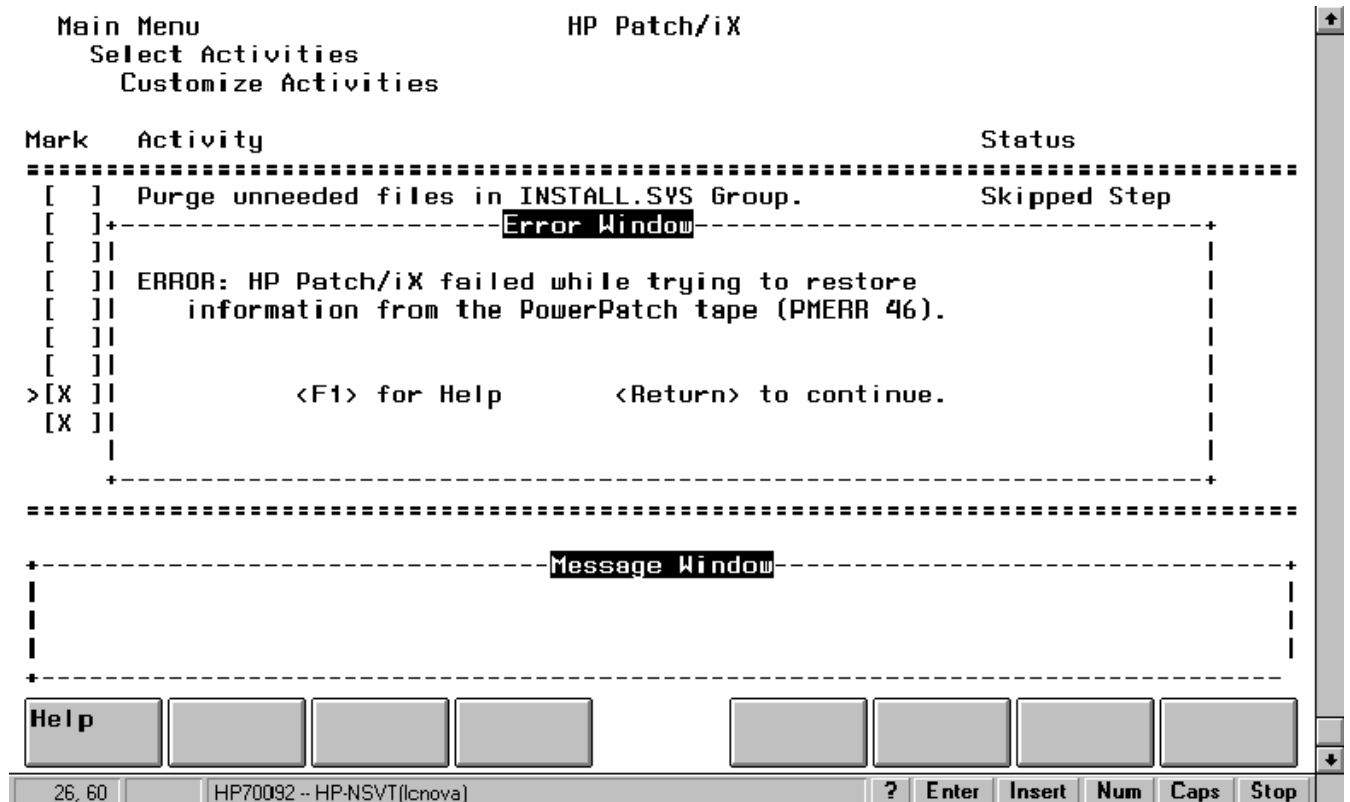 Main Menu HP Patch/iX
Select Activities
Customize Activities
Mark Activity Status
[ ] Purge unneeded files in INSTALL.SYS Group. Skipped Step
[ ] Error Window
[ ]
[ ] ERROR: HP Patch/iX failed while trying to restore
[ ] information from the PowerPatch tape (PMERR 46).
[ ]
[ ]
>[X ] <F1> for Help <Return> to continue.
[X ]
Message Window
Help
26, 60 HP70092 -- HP-NSVT(lcnova) ? Enter Insert Num Caps Stop